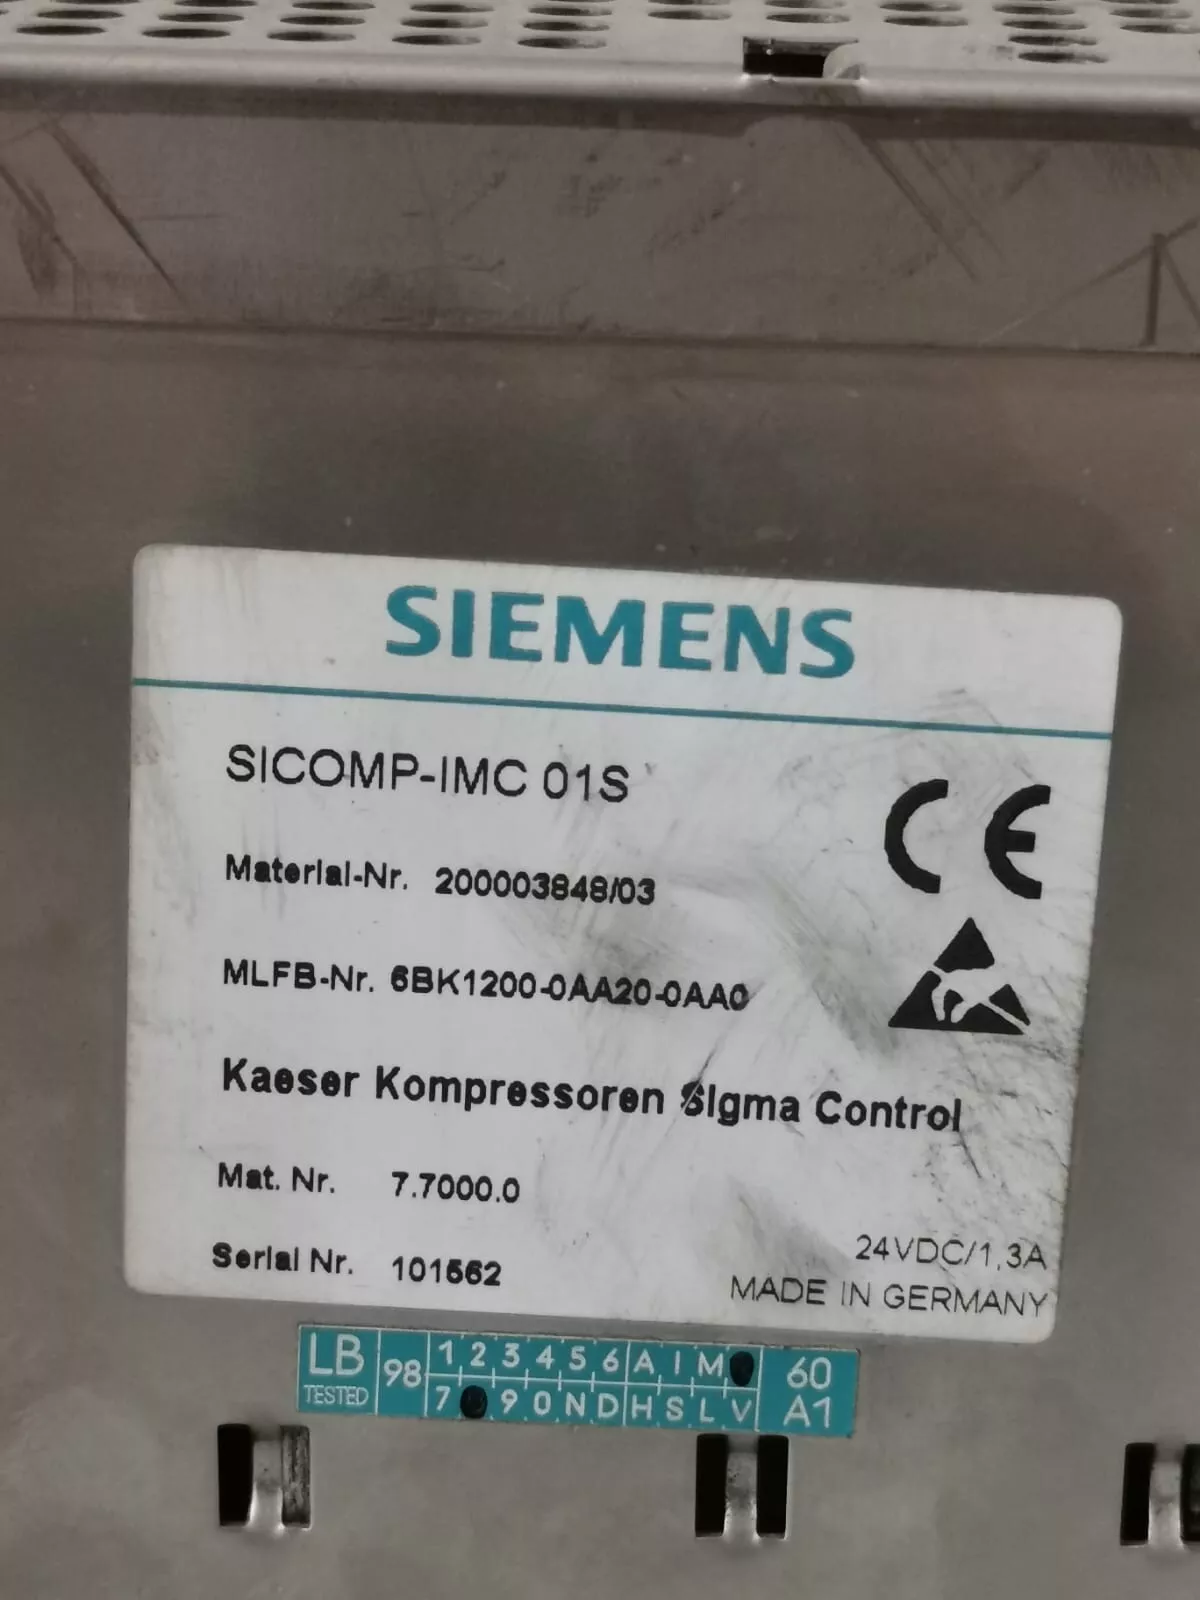 SIEMENS
SICOMP-IMC 01S
CE
Material-Nr. 200003848/03
MLFB-Nr. 6BK1200-0AA20-0AA0
Kaeser Kompressoren Sigma Control
Mat. Nr. 7.7000.0
Serial Nr. 101562
24VDC/1,3A
MADE IN GERMANY
LB TESTED 98 1 2 3 4 5 6 A I M 60
7 9 0 N D H S L V A1